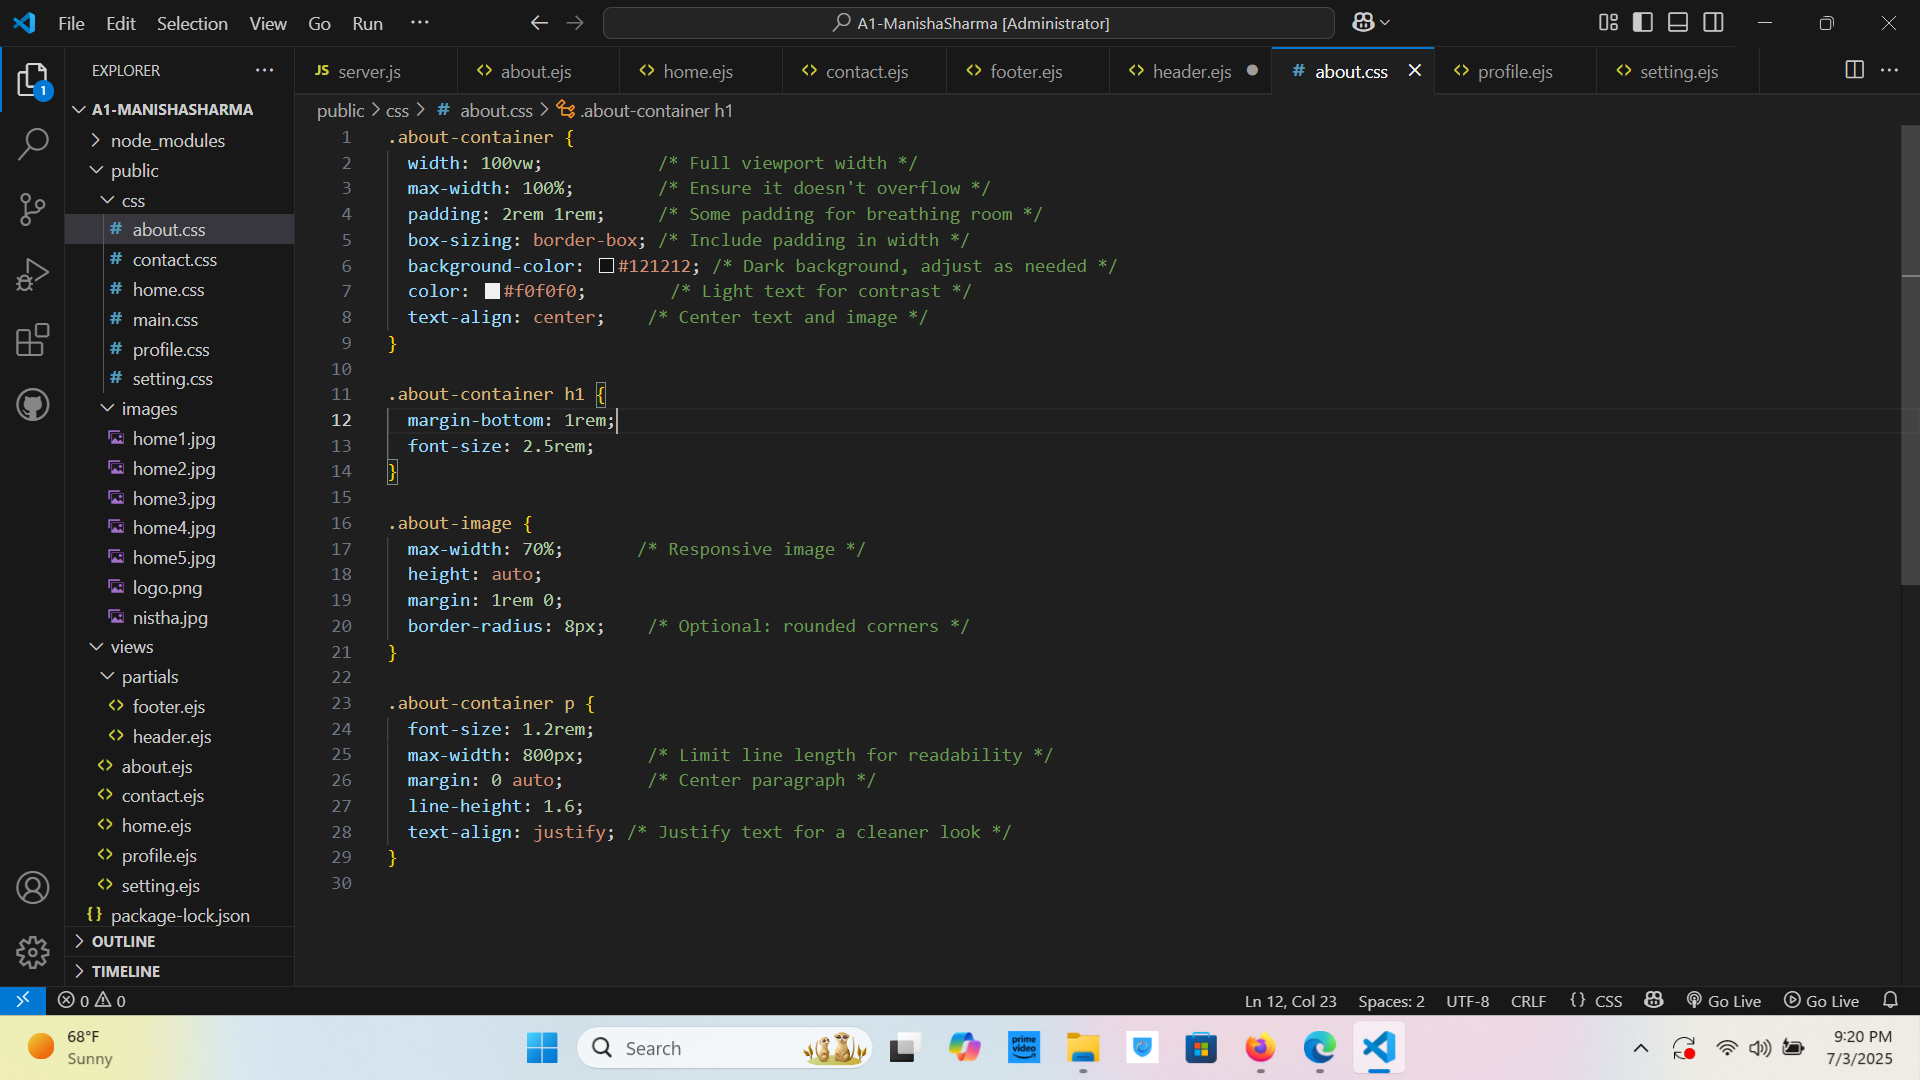 File Edit Selection View Go Run ···
A1-ManishaSharma [Administrator]
EXPLORER ···
1
JS server.js
<> about.ejs
<> home.ejs
<> contact.ejs
<> footer.ejs
<> header.ejs
# about.css
<> profile.ejs
<> setting.ejs
public > css > # about.css > .about-container h1
A1-MANISHASHARMA
node_modules
public
css
# about.css
# contact.css
# home.css
# main.css
# profile.css
# setting.css
images
home1.jpg
home2.jpg
home3.jpg
home4.jpg
home5.jpg
logo.png
nistha.jpg
views
partials
<> footer.ejs
<> header.ejs
<> about.ejs
<> contact.ejs
<> home.ejs
<> profile.ejs
<> setting.ejs
{} package-lock.json
OUTLINE
TIMELINE
1 .about-container {
2 width: 100vw; /* Full viewport width */
3 max-width: 100%; /* Ensure it doesn't overflow */
4 padding: 2rem 1rem; /* Some padding for breathing room */
5 box-sizing: border-box; /* Include padding in width */
6 background-color: #121212; /* Dark background, adjust as needed */
7 color: #f0f0f0; /* Light text for contrast */
8 text-align: center; /* Center text and image */
9 }
10
11 .about-container h1 {
12 margin-bottom: 1rem;
13 font-size: 2.5rem;
14 }
15
16 .about-image {
17 max-width: 70%; /* Responsive image */
18 height: auto;
19 margin: 1rem 0;
20 border-radius: 8px; /* Optional: rounded corners */
21 }
22
23 .about-container p {
24 font-size: 1.2rem;
25 max-width: 800px; /* Limit line length for readability */
26 margin: 0 auto; /* Center paragraph */
27 line-height: 1.6;
28 text-align: justify; /* Justify text for a cleaner look */
29 }
30
0 0
Ln 12, Col 23 Spaces: 2 UTF-8 CRLF {} CSS Go Live Go Live
68°F
Sunny
Search
prime video
9:20 PM
7/3/2025